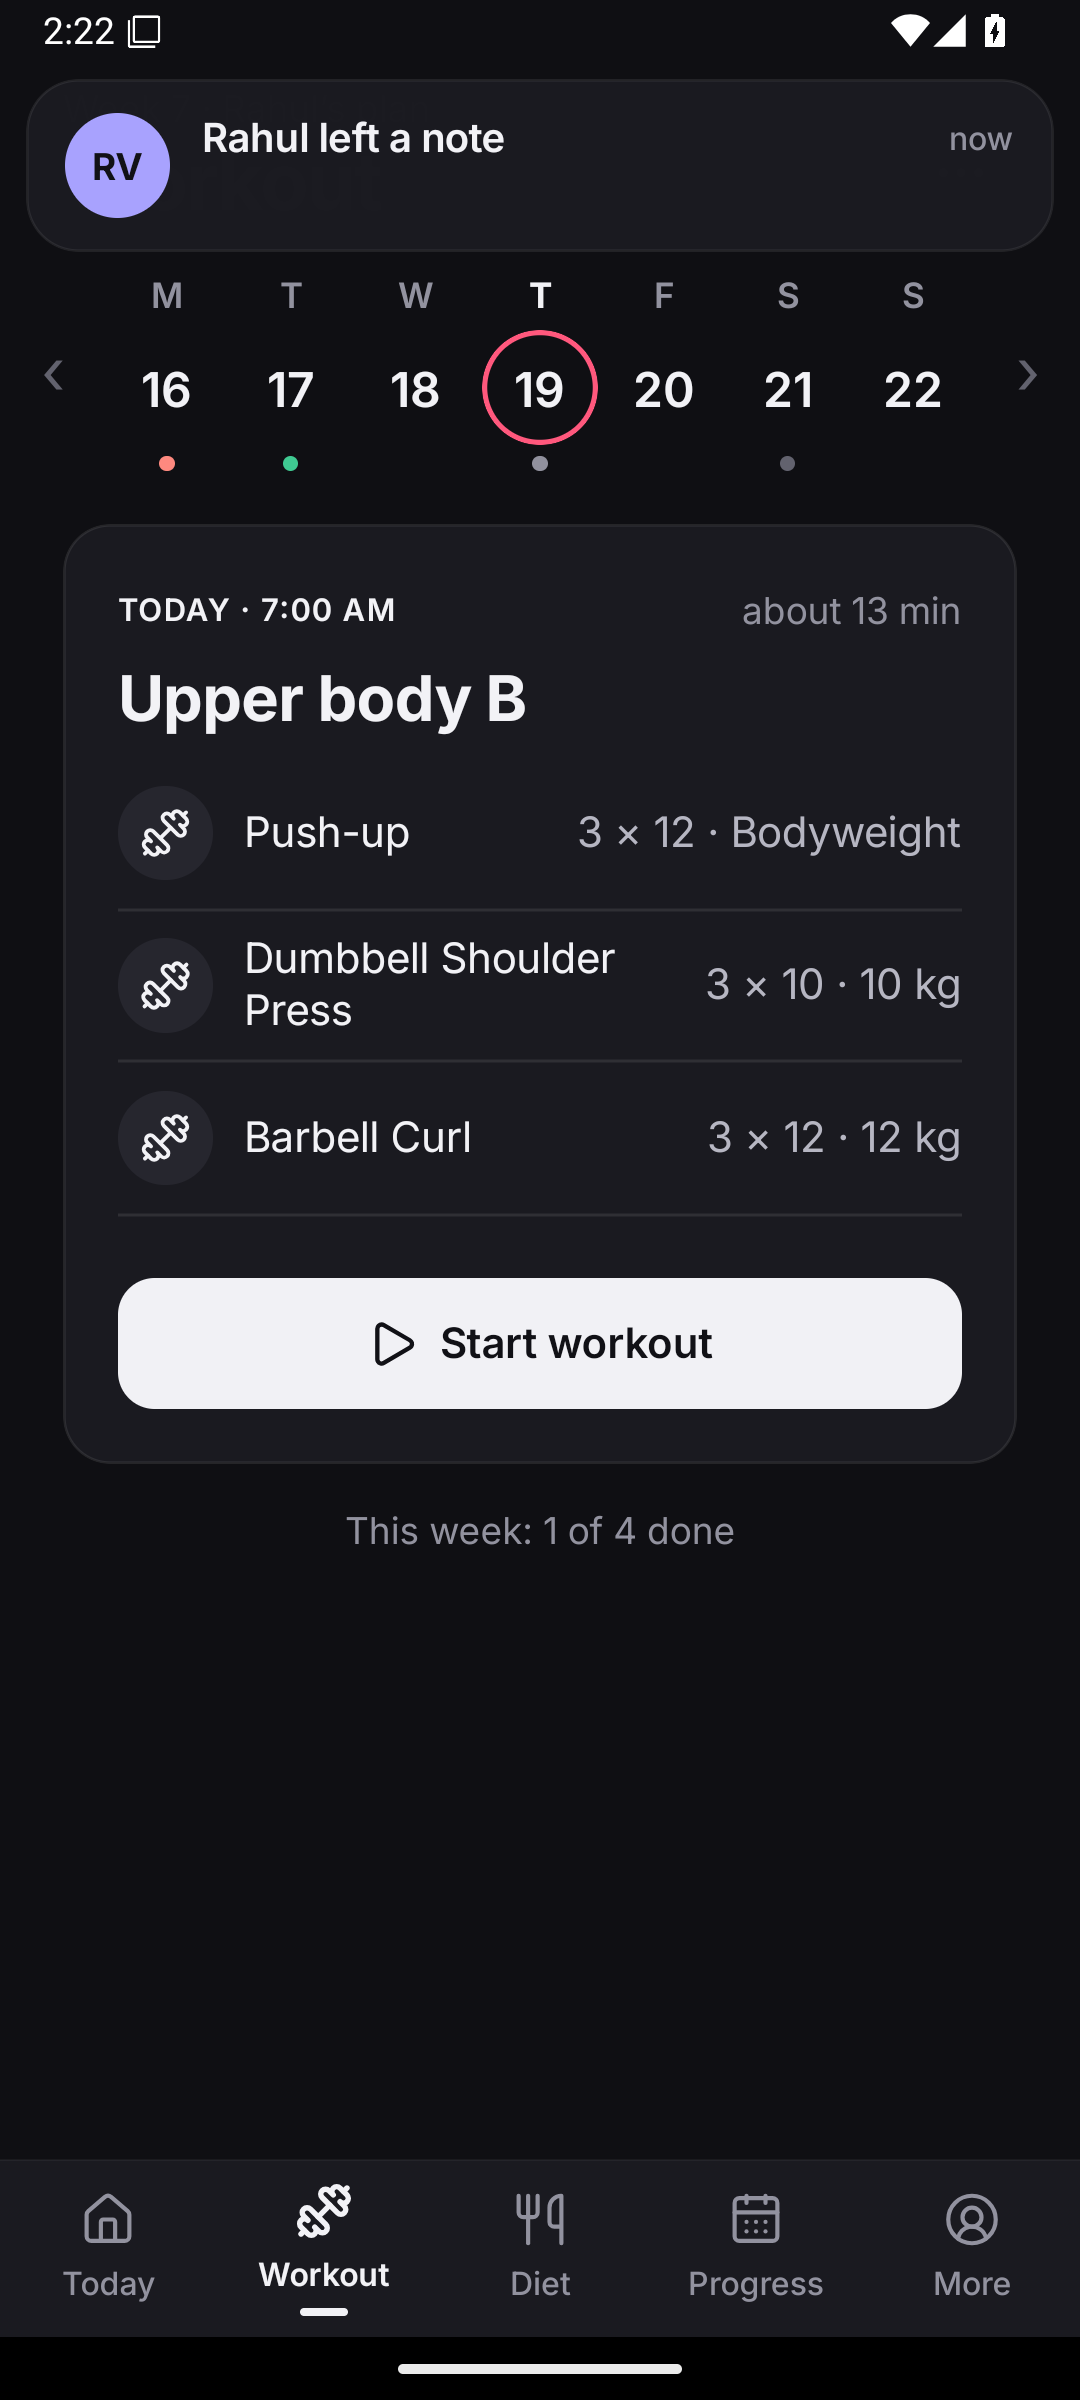 2:22
RV
Rahul left a note
now
M T W T F S S
‹ 16 17 18 19 20 21 22 ›
TODAY · 7:00 AM
about 13 min
Upper body B
Push-up
3 × 12 · Bodyweight
Dumbbell Shoulder
Press
3 × 10 · 10 kg
Barbell Curl
3 × 12 · 12 kg
Start workout
This week: 1 of 4 done
Today Workout Diet Progress More